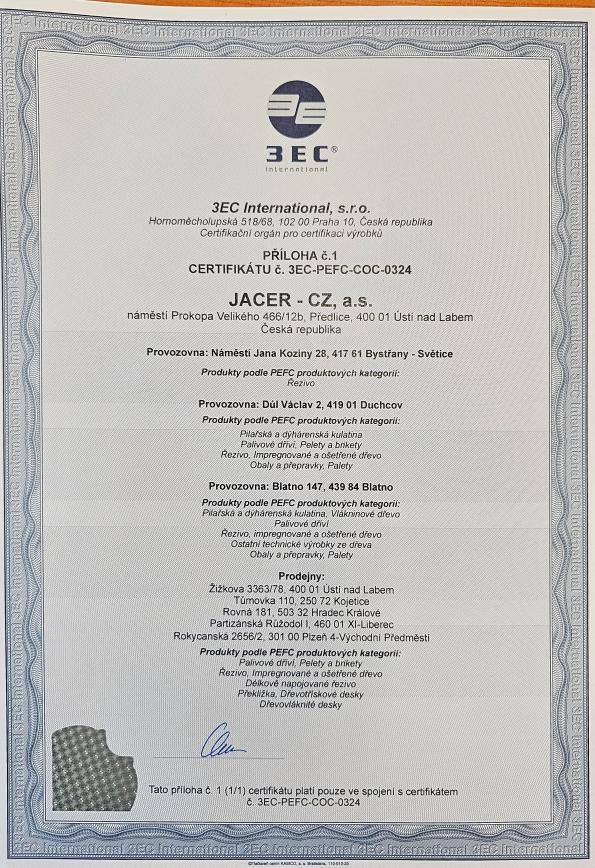 3EC®
International
3EC International, s.r.o.
Hornoměcholupská 518/68, 102 00 Praha 10, Česká republika
Certifikační orgán pro certifikaci výrobků
PŘÍLOHA č.1
CERTIFIKÁTU č. 3EC-PEFC-COC-0324
JACER - CZ, a.s.
náměstí Prokopa Velikého 466/12b, Předlice, 400 01 Ústí nad Labem
Česká republika
Provozovna: Náměstí Jana Koziny 28, 417 61 Bystřany - Světice
Produkty podle PEFC produktových kategorií:
Řezivo
Provozovna: Důl Václav 2, 419 01 Duchcov
Produkty podle PEFC produktových kategorií:
Pilařská a dýhárenská kulatina
Palivové dříví, Pelety a brikety
Řezivo, Impregnované a ošetřené dřevo
Obaly a přepravky, Palety
Provozovna: Blatno 147, 439 84 Blatno
Produkty podle PEFC produktových kategorií:
Pilařská a dýhárenská kulatina, Vlákninové dřevo
Palivové dříví
Řezivo, impregnované a ošetřené dřevo
Ostatní technické výrobky ze dřeva
Obaly a přepravky, Palety
Prodejny:
Žižkova 3363/78, 400 01 Ústí nad Labem
Tůmovka 110, 250 72 Kojetice
Rovná 181, 503 32 Hradec Králové
Partizánská Růžodol I, 460 01 XI-Liberec
Rokycanská 2656/2, 301 00 Plzeň 4-Východní Předměstí
Produkty podle PEFC produktových kategorií:
Palivové dříví, Pelety a brikety
Řezivo, Impregnované a ošetřené dřevo
Délkově napojované řezivo
Překližka, Dřevotřískové desky
Dřevovláknité desky
Tato příloha č. 1 (1/1) certifikátu platí pouze ve spojení s certifikátem
č. 3EC-PEFC-COC-0324